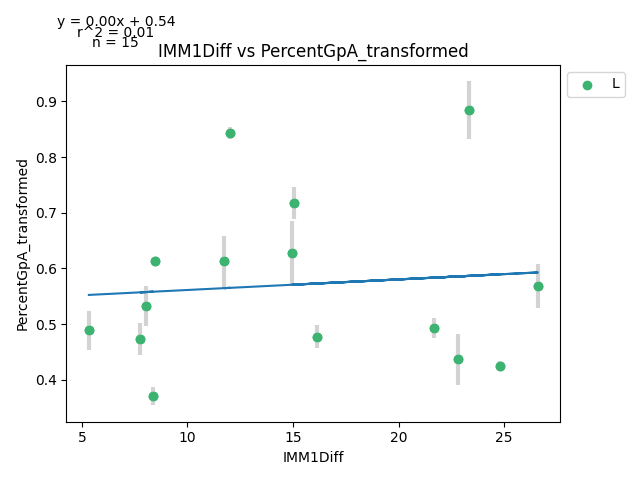 y = 0.00x + 0.54
r^2 = 0.01
n = 15
IMM1Diff vs PercentGpA_transformed
L
PercentGpA_transformed
0.9
0.8
0.7
0.6
0.5
0.4
5 10 15 20 25
IMM1Diff